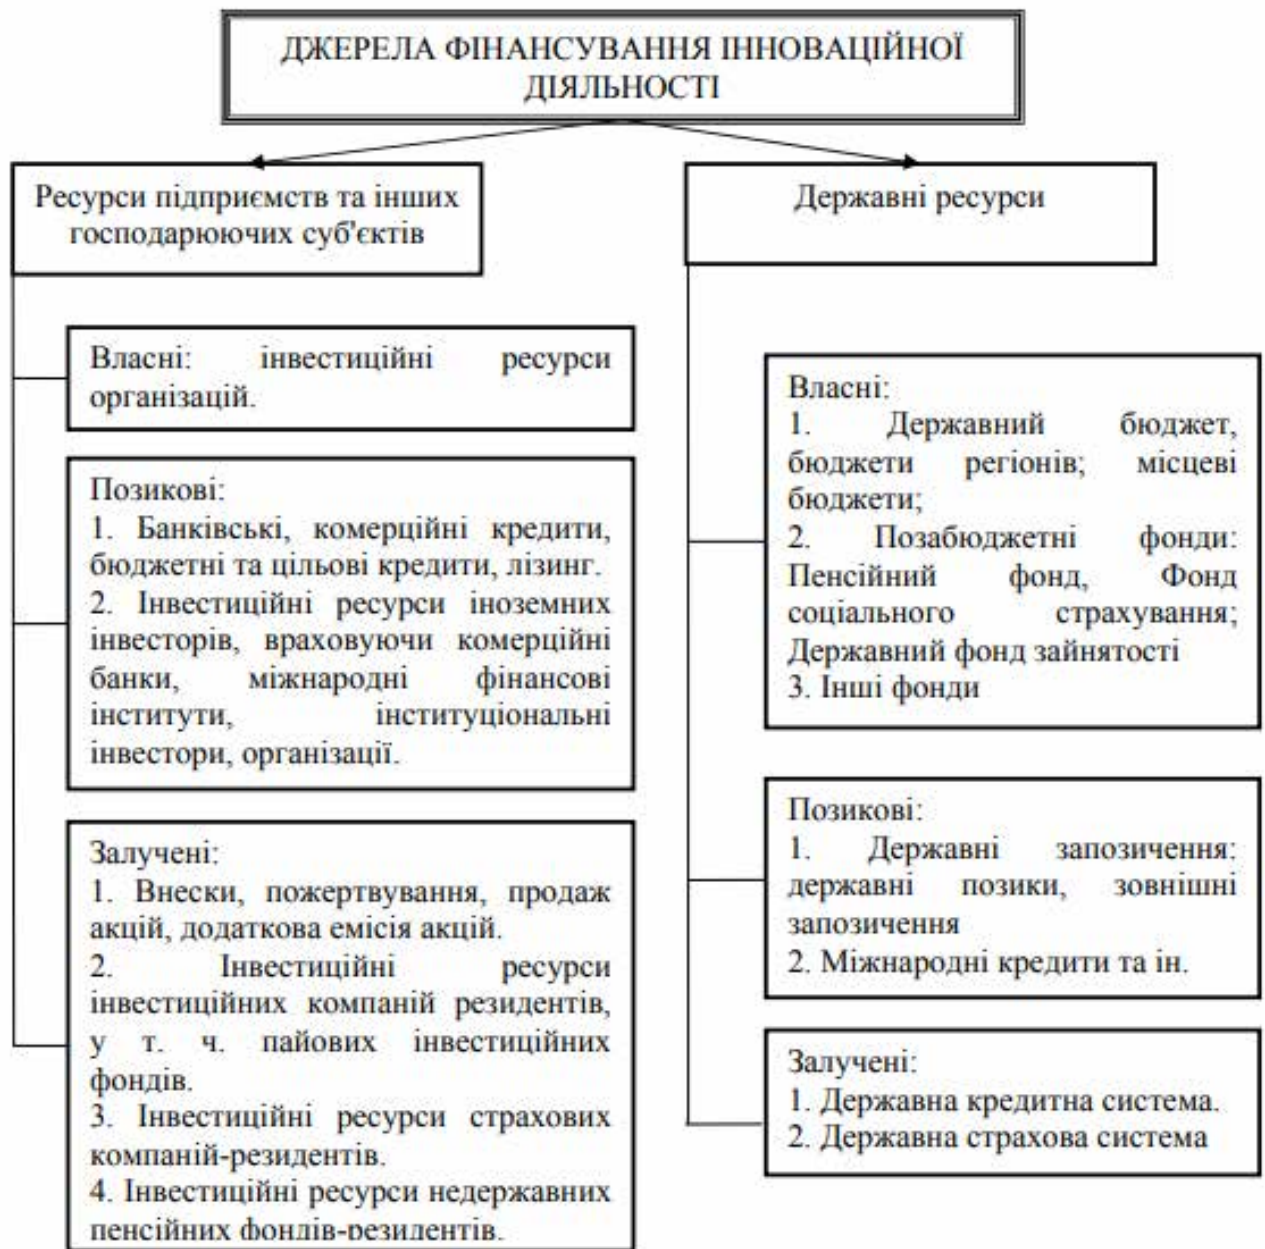 ДЖЕРЕЛА ФІНАНСУВАННЯ ІННОВАЦІЙНОЇ
ДІЯЛЬНОСТІ
Ресурси підприємств та інших
господарюючих суб'єктів
Власні: інвестиційні ресурси
організацій.
Позикові:
1. Банківські, комерційні кредити,
бюджетні та цільові кредити, лізинг.
2. Інвестиційні ресурси іноземних
інвесторів, враховуючи комерційні
банки, міжнародні фінансові
інститути, інституціональні
інвестори, організації.
Залучені:
1. Внески, пожертвування, продаж
акцій, додаткова емісія акцій.
2. Інвестиційні ресурси
інвестиційних компаній резидентів,
у т. ч. пайових інвестиційних
фондів.
3. Інвестиційні ресурси страхових
компаній-резидентів.
4. Інвестиційні ресурси недержавних
пенсійних фондів-резидентів.
Державні ресурси
Власні:
1. Державний бюджет,
бюджети регіонів; місцеві
бюджети;
2. Позабюджетні фонди:
Пенсійний фонд, Фонд
соціального страхування;
Державний фонд зайнятості
3. Інші фонди
Позикові:
1. Державні запозичення:
державні позики, зовнішні
запозичення
2. Міжнародні кредити та ін.
Залучені:
1. Державна кредитна система.
2. Державна страхова система